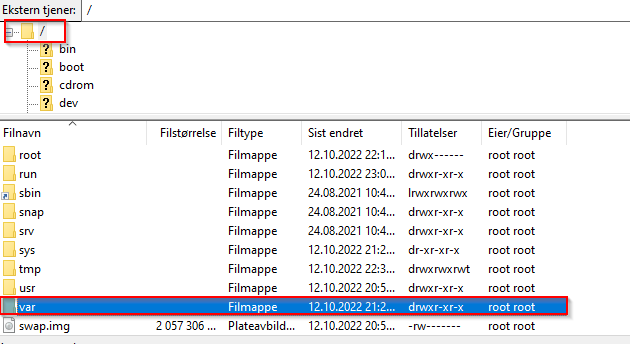 Ekstern tjener: /
/
? bin
? boot
? cdrom
? dev
Filnavn Filstørrelse Filtype Sist endret Tillatelser Eier/Gruppe
root Filmappe 12.10.2022 22:1... drwx------ root root
run Filmappe 12.10.2022 23:0... drwxr-xr-x root root
sbin Filmappe 24.08.2021 10:4... lrwxrwxrwx root root
snap Filmappe 24.08.2021 10:4... drwxr-xr-x root root
srv Filmappe 24.08.2021 10:4... drwxr-xr-x root root
sys Filmappe 12.10.2022 21:2... dr-xr-xr-x root root
tmp Filmappe 12.10.2022 22:3... drwxrwxrwt root root
usr Filmappe 12.10.2022 20:5... drwxr-xr-x root root
var Filmappe 12.10.2022 21:2... drwxr-xr-x root root
swap.img 2 057 306 ... Plateavbild... 12.10.2022 20:5... -rw------- root root